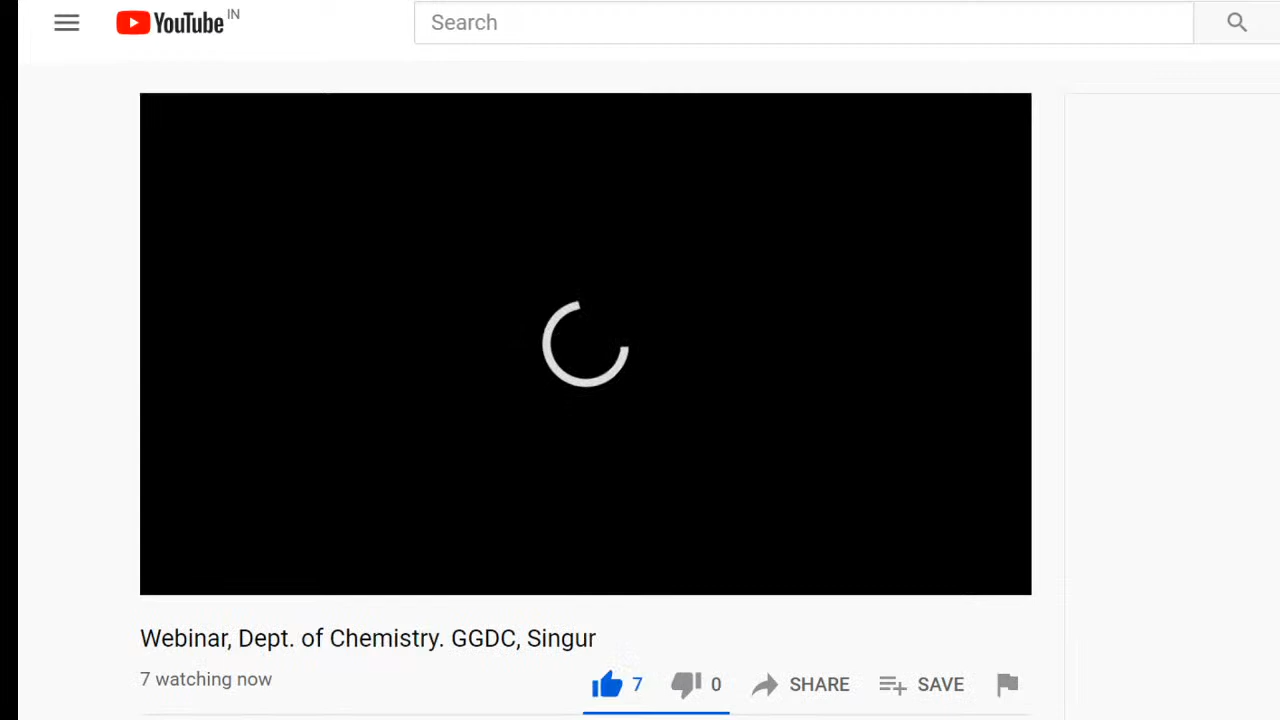 YouTube IN
Search
Webinar, Dept. of Chemistry. GGDC, Singur
7 watching now
7 0 SHARE SAVE